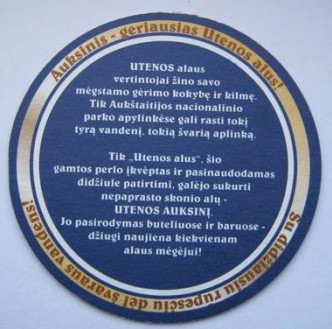 Auksinis - geriausias Utenos alus!
UTENOS alaus
vertintojai žino savo
mėgstamo gėrimo kokybę ir kilmę.
Tik Aukštaitijos nacionalinio
parko apylinkėse gali rasti tokį
tyrą vandenį, tokią švarią aplinką.
Tik „Utenos alus", šio
gamtos perlo įkvėptas ir pasinaudodamas
didžiule patirtimi, galėjo sukurti
nepaprasto skonio alų -
UTENOS AUKSINĮ.
Jo pasirodymas buteliuose ir baruose -
džiugi naujiena kiekvienam
alaus mėgėjui!
Su didžiausiu rūpesčiu dėl švaraus vandens!